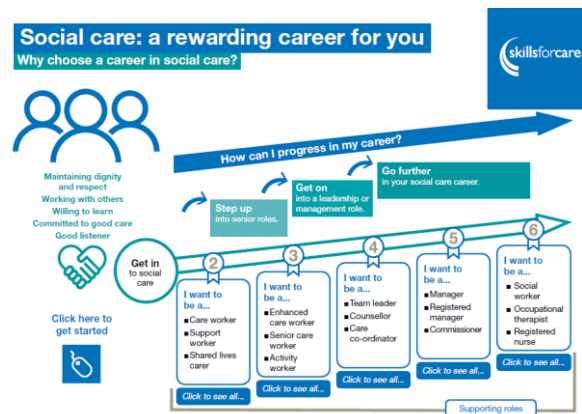 Social care: a rewarding career for you
Why choose a career in social care?
skillsforcare
How can I progress in my career?
Maintaining dignity
and respect
Working with others
Willing to learn
Committed to good care
Good listener
Step up
into senior roles.
Get on
into a leadership or
management role.
Go further
in your social care career.
Get in
to social
care
Click here to
get started
2
I want to
be a...
Care worker
Support
worker
Shared lives
carer
Click to see all...
3
I want to
be a...
Enhanced
care worker
Senior care
worker
Activity
worker
Click to see all...
4
I want to
be a...
Team leader
Counsellor
Care
co-ordinator
Click to see all...
5
I want to
be a...
Manager
Registered
manager
Commissioner
Click to see all...
6
I want to
be a...
Social
worker
Occupational
therapist
Registered
nurse
Click to see all...
Supporting roles